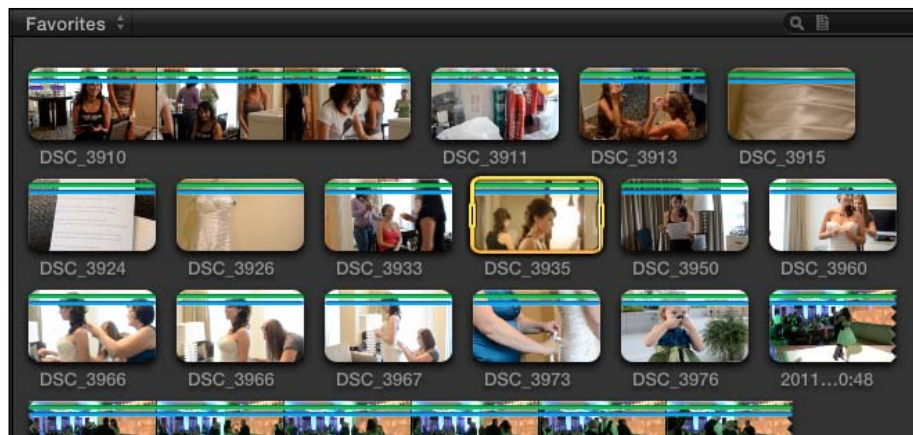 Favorites
DSC_3910 DSC_3911 DSC_3913 DSC_3915
DSC_3924 DSC_3926 DSC_3933 DSC_3935 DSC_3950 DSC_3960
DSC_3966 DSC_3966 DSC_3967 DSC_3973 DSC_3976 2011...0:48